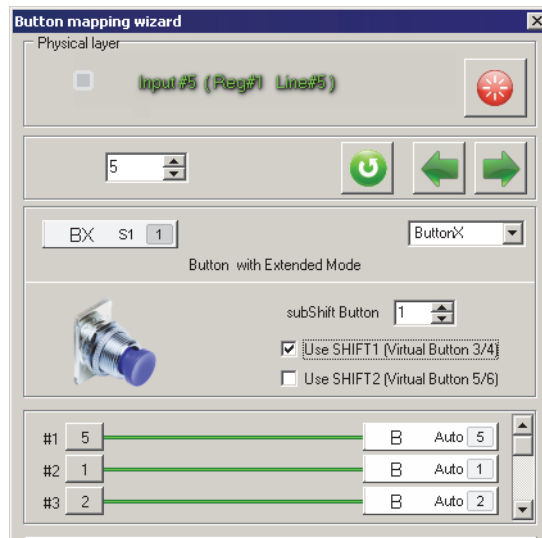 Button mapping wizard
Physical layer
Input #5 (Reg#1 Line#5)
5
BX S1 1
ButtonX
Button with Extended Mode
subShift Button 1
Use SHIFT1 (Virtual Button 3/4)
Use SHIFT2 (Virtual Button 5/6)
#1 5 B Auto 5
#2 1 B Auto 1
#3 2 B Auto 2